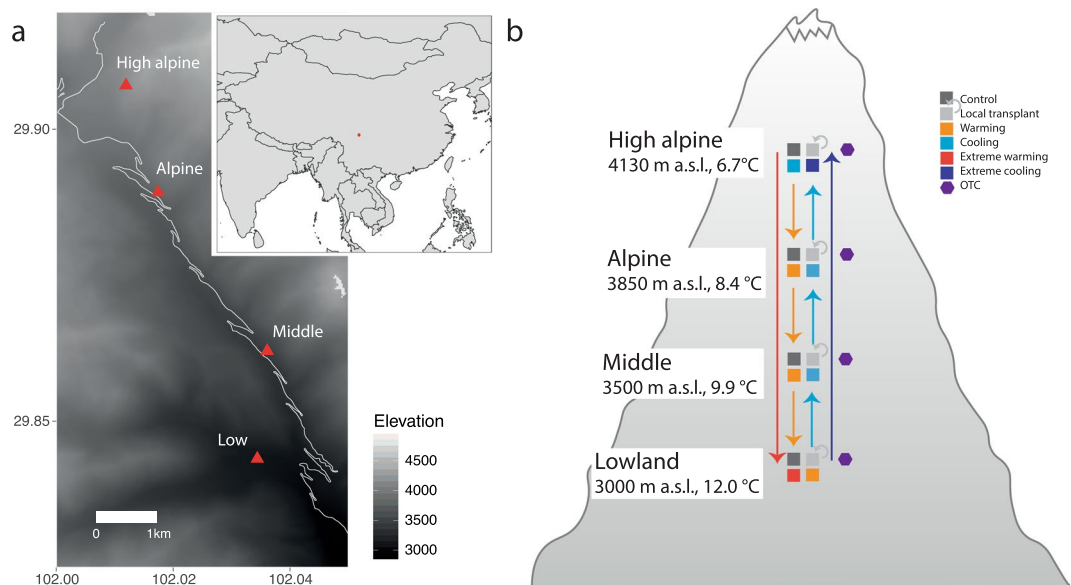 a
High alpine
29.90
Alpine
Middle
29.85
Low
0 1km
102.00 102.02 102.04
Elevation
4500
4000
3500
3000
b
Control
Local transplant
Warming
Cooling
Extreme warming
Extreme cooling
OTC
High alpine
4130 m a.s.l., 6.7°C
Alpine
3850 m a.s.l., 8.4 °C
Middle
3500 m a.s.l., 9.9 °C
Lowland
3000 m a.s.l., 12.0 °C